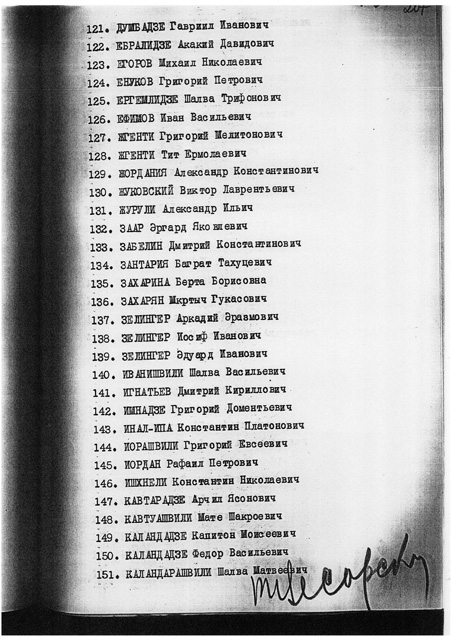 121. ДУМБАДЗЕ Гавриил Иванович
122. ЕБРАЛИДЗЕ Акакий Давидович
123. ЕГОРОВ Михаил Николаевич
124. ЕНУКОВ Григорий Петрович
125. ЕРГЕМЛИДЗЕ Шалва Трифонович
126. ЕФИМОВ Иван Васильевич
127. ЖГЕНТИ Григорий Мелитонович
128. ЖГЕНТИ Тит Ермолаевич
129. ЖОРДАНИЯ Александр Константинович
130. ЖУКОВСКИЙ Виктор Лаврентьевич
131. ЖУРУЛИ Александр Ильич
132. ЗААР Эргард Яковлевич
133. ЗАБЕЛИН Дмитрий Константинович
134. ЗАНТАРИЯ Баграт Тахуцевич
135. ЗАХАРИНА Берта Борисовна
136. ЗАХАРЯН Мкртыч Гукасович
137. ЗЕЛИНГЕР Аркадий Эравмович
138. ЗЕЛИНГЕР Иосиф Иванович
139. ЗЕЛИНГЕР Эдуард Иванович
140. ИВАНИШВИЛИ Шалва Васильевич
141. ИГНАТЬЕВ Дмитрий Кириллович
142. ИМНАДЗЕ Григорий Доментьевич
143. ИНАЛ-ИПА Константин Платонович
144. ИОРАШВИЛИ Григорий Евсеевич
145. ИОРДАН Рафаил Петрович
146. ИШХНЕЛИ Константин Николаевич
147. КАВТАРАДЗЕ Арчил Ясонович
148. КАВТУАШВИЛИ Мате Шакроевич
149. КАЛАНДАДЗЕ Капитон Моисеевич
150. КАЛАНДАДЗЕ Федор Васильевич
151. КАЛАНДАРАШВИЛИ Шалва Матвеевич